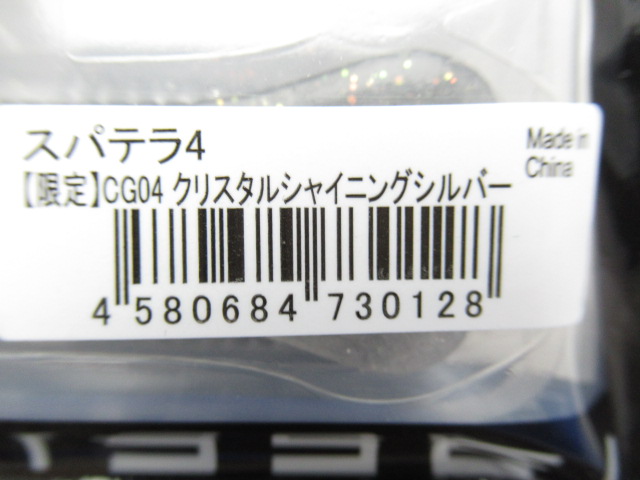 スパテラ4
Made in
China
【限定】CG04 クリスタルシャイニングシルバー
4 580684 730128